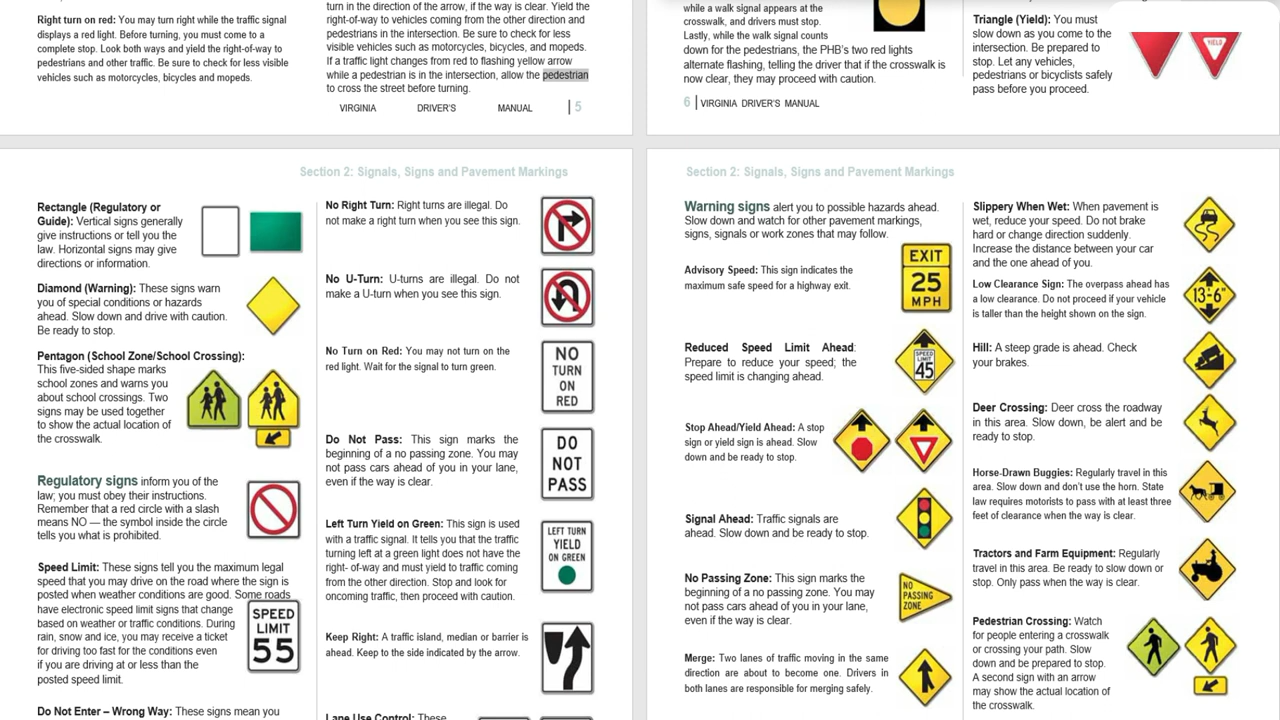 Right turn on red: You may turn right while the traffic signal
displays a red light. Before turning, you must come to a
complete stop. Look both ways and yield the right-of-way to
pedestrians and other traffic. Be sure to check for less visible
vehicles such as motorcycles, bicycles and mopeds.
turn in the direction of the arrow, if the way is clear. Yield the
right-of-way to vehicles coming from the other direction and
pedestrians in the intersection. Be sure to check for less
visible vehicles such as motorcycles, bicycles, and mopeds.
If a traffic light changes from red to flashing yellow arrow
while a pedestrian is in the intersection, allow the pedestrian
to cross the street before turning.
VIRGINIA DRIVER'S MANUAL | 5
while a walk signal appears at the
crosswalk, and drivers must stop.
Lastly, while the walk signal counts
down for the pedestrians, the PHB's two red lights
alternate flashing, telling the driver that if the crosswalk is
now clear, they may proceed with caution.
6 | VIRGINIA DRIVER'S MANUAL
Triangle (Yield): You must
slow down as you come to the
intersection. Be prepared to
stop. Let any vehicles,
pedestrians or bicyclists safely
pass before you proceed.
YIELD
Section 2: Signals, Signs and Pavement Markings
Rectangle (Regulatory or
Guide): Vertical signs generally
give instructions or tell you the
law. Horizontal signs may give
directions or information.
Diamond (Warning): These signs warn
you of special conditions or hazards
ahead. Slow down and drive with caution.
Be ready to stop.
Pentagon (School Zone/School Crossing):
This five-sided shape marks
school zones and warns you
about school crossings. Two
signs may be used together
to show the actual location of
the crosswalk.
Regulatory signs inform you of the
law; you must obey their instructions.
Remember that a red circle with a slash
means NO — the symbol inside the circle
tells you what is prohibited.
Speed Limit: These signs tell you the maximum legal
speed that you may drive on the road where the sign is
posted when weather conditions are good. Some roads
have electronic speed limit signs that change
based on weather or traffic conditions. During
rain, snow and ice, you may receive a ticket
for driving too fast for the conditions even
if you are driving at or less than the
posted speed limit.
SPEED
LIMIT
55
Do Not Enter – Wrong Way: These signs mean you
No Right Turn: Right turns are illegal. Do
not make a right turn when you see this sign.
No U-Turn: U-turns are illegal. Do not
make a U-turn when you see this sign.
No Turn on Red: You may not turn on the
red light. Wait for the signal to turn green.
NO
TURN
ON
RED
Do Not Pass: This sign marks the
beginning of a no passing zone. You may
not pass cars ahead of you in your lane,
even if the way is clear.
DO
NOT
PASS
Left Turn Yield on Green: This sign is used
with a traffic signal. It tells you that the traffic
turning left at a green light does not have the
right- of-way and must yield to traffic coming
from the other direction. Stop and look for
oncoming traffic, then proceed with caution.
LEFT TURN
YIELD
ON GREEN
Keep Right: A traffic island, median or barrier is
ahead. Keep to the side indicated by the arrow.
Lane Use Control: These
Section 2: Signals, Signs and Pavement Markings
Warning signs alert you to possible hazards ahead.
Slow down and watch for other pavement markings,
signs, signals or work zones that may follow.
Advisory Speed: This sign indicates the
maximum safe speed for a highway exit.
EXIT
25
MPH
Reduced Speed Limit Ahead:
Prepare to reduce your speed; the
speed limit is changing ahead.
SPEED
LIMIT
45
Stop Ahead/Yield Ahead: A stop
sign or yield sign is ahead. Slow
down and be ready to stop.
Signal Ahead: Traffic signals are
ahead. Slow down and be ready to stop.
No Passing Zone: This sign marks the
beginning of a no passing zone. You may
not pass cars ahead of you in your lane,
even if the way is clear.
NO
PASSING
ZONE
Merge: Two lanes of traffic moving in the same
direction are about to become one. Drivers in
both lanes are responsible for merging safely.
Slippery When Wet: When pavement is
wet, reduce your speed. Do not brake
hard or change direction suddenly.
Increase the distance between your car
and the one ahead of you.
Low Clearance Sign: The overpass ahead has
a low clearance. Do not proceed if your vehicle
is taller than the height shown on the sign.
13'-6"
Hill: A steep grade is ahead. Check
your brakes.
Deer Crossing: Deer cross the roadway
in this area. Slow down, be alert and be
ready to stop.
Horse-Drawn Buggies: Regularly travel in this
area. Slow down and don't use the horn. State
law requires motorists to pass with at least three
feet of clearance when the way is clear.
Tractors and Farm Equipment: Regularly
travel in this area. Be ready to slow down or
stop. Only pass when the way is clear.
Pedestrian Crossing: Watch
for people entering a crosswalk
or crossing your path. Slow
down and be prepared to stop.
A second sign with an arrow
may show the actual location of
the crosswalk.